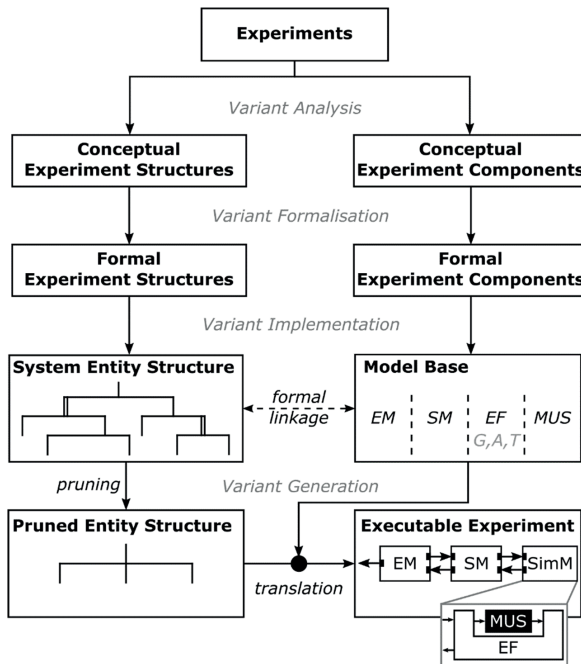 Experiments
Variant Analysis
Conceptual
Experiment Structures
Conceptual
Experiment Components
Variant Formalisation
Formal
Experiment Structures
Formal
Experiment Components
Variant Implementation
System Entity Structure
formal
linkage
Model Base
EM SM EF MUS
G,A,T
pruning
Variant Generation
Pruned Entity Structure
translation
Executable Experiment
EM SM SimM
MUS
EF